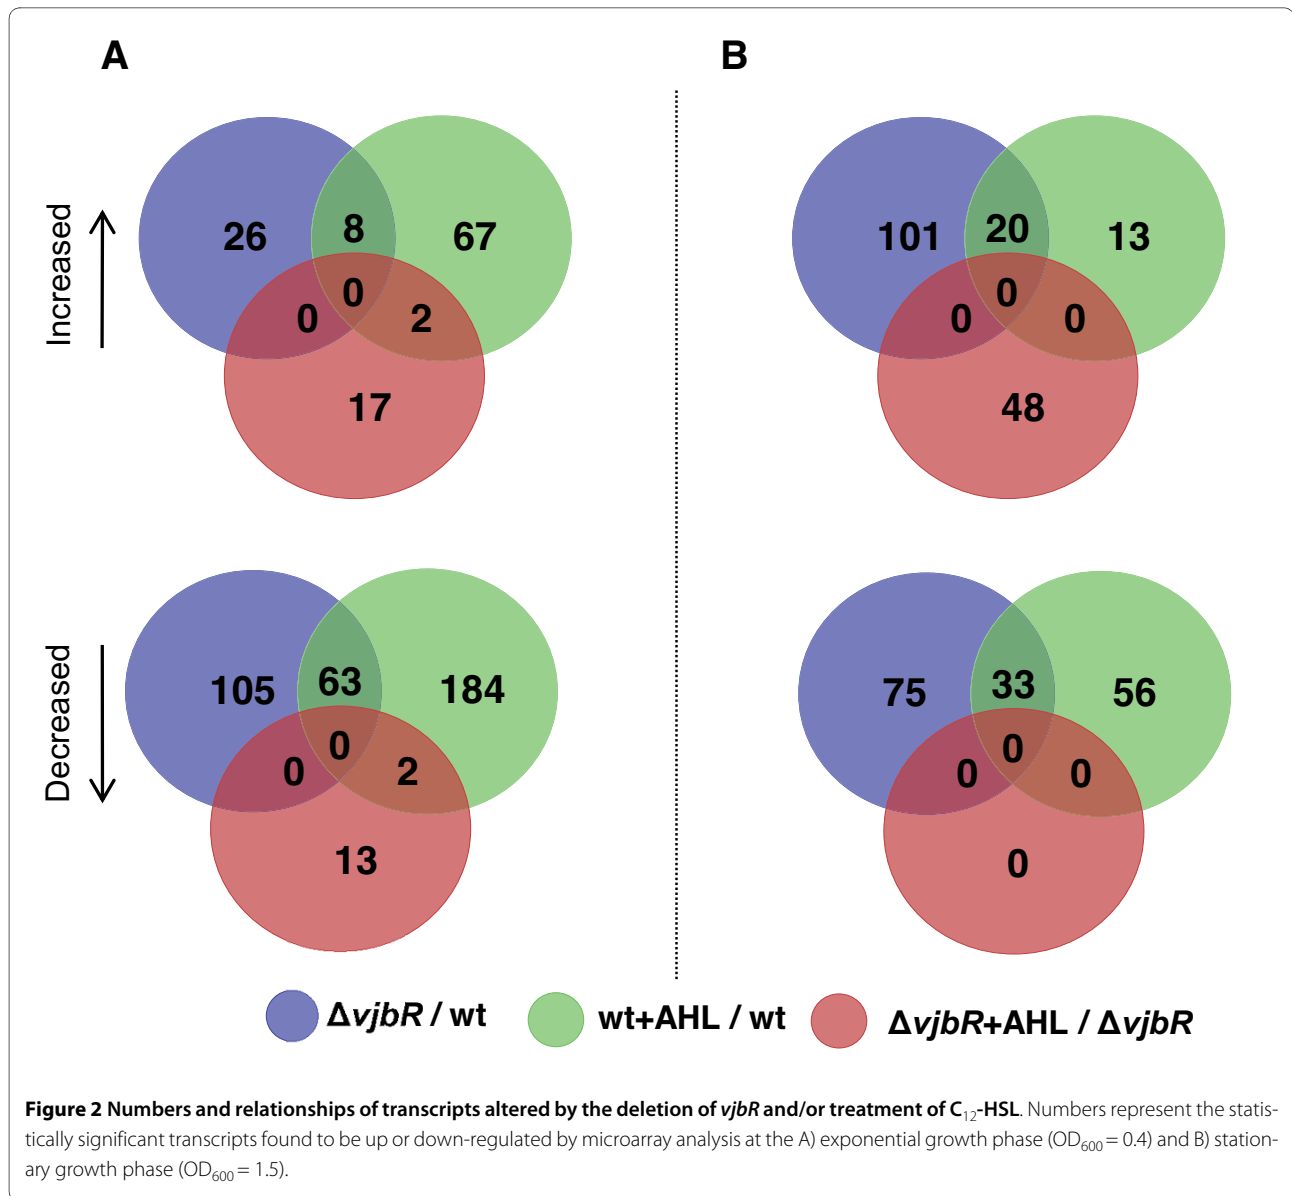 A
B
Increased
26
8
67
0
0
2
17
101
20
13
0
0
0
48
Decreased
105
63
184
0
0
2
13
75
33
56
0
0
0
0
ΔvjbR / wt
wt+AHL / wt
ΔvjbR+AHL / ΔvjbR
Figure 2 Numbers and relationships of transcripts altered by the deletion of vjbR and/or treatment of C₁₂-HSL. Numbers represent the statis-
tically significant transcripts found to be up or down-regulated by microarray analysis at the A) exponential growth phase (OD₆₀₀ = 0.4) and B) station-
ary growth phase (OD₆₀₀ = 1.5).